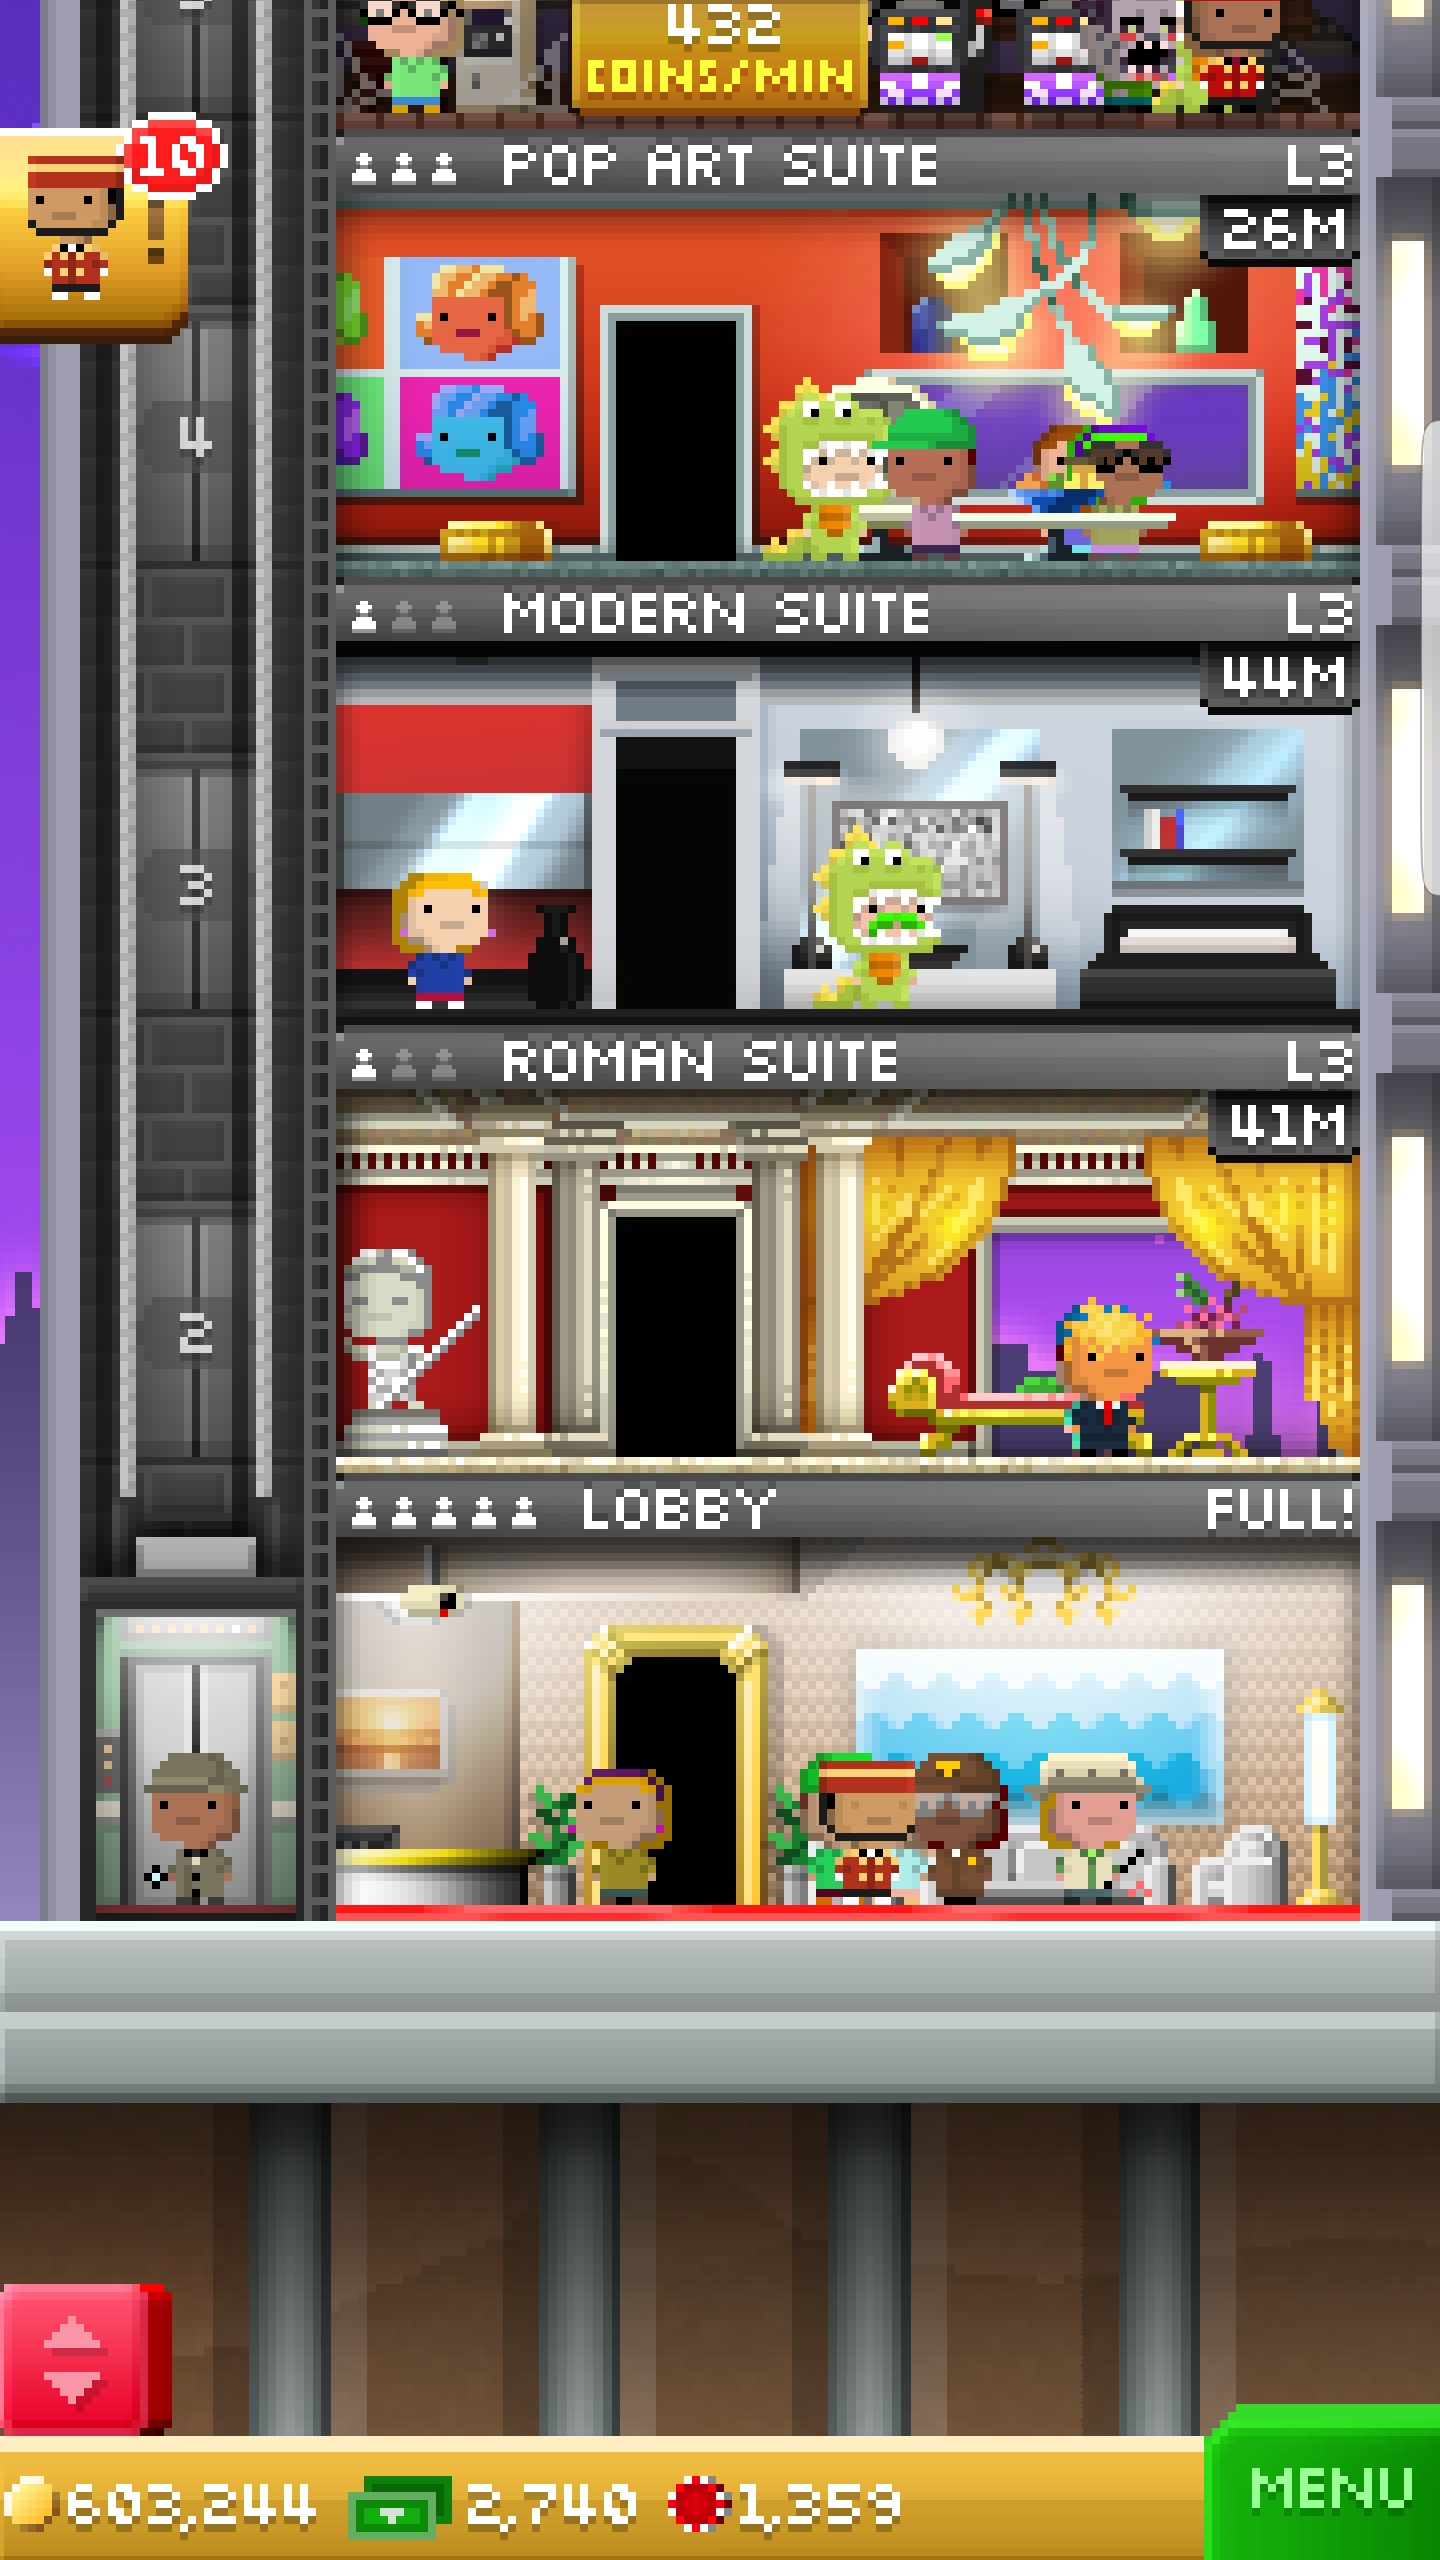 432
COINS/MIN
10
POP ART SUITE L3
26M
4
MODERN SUITE L3
44M
3
ROMAN SUITE L3
41M
2
LOBBY FULL!
603,244 2,740 1,359
MENU